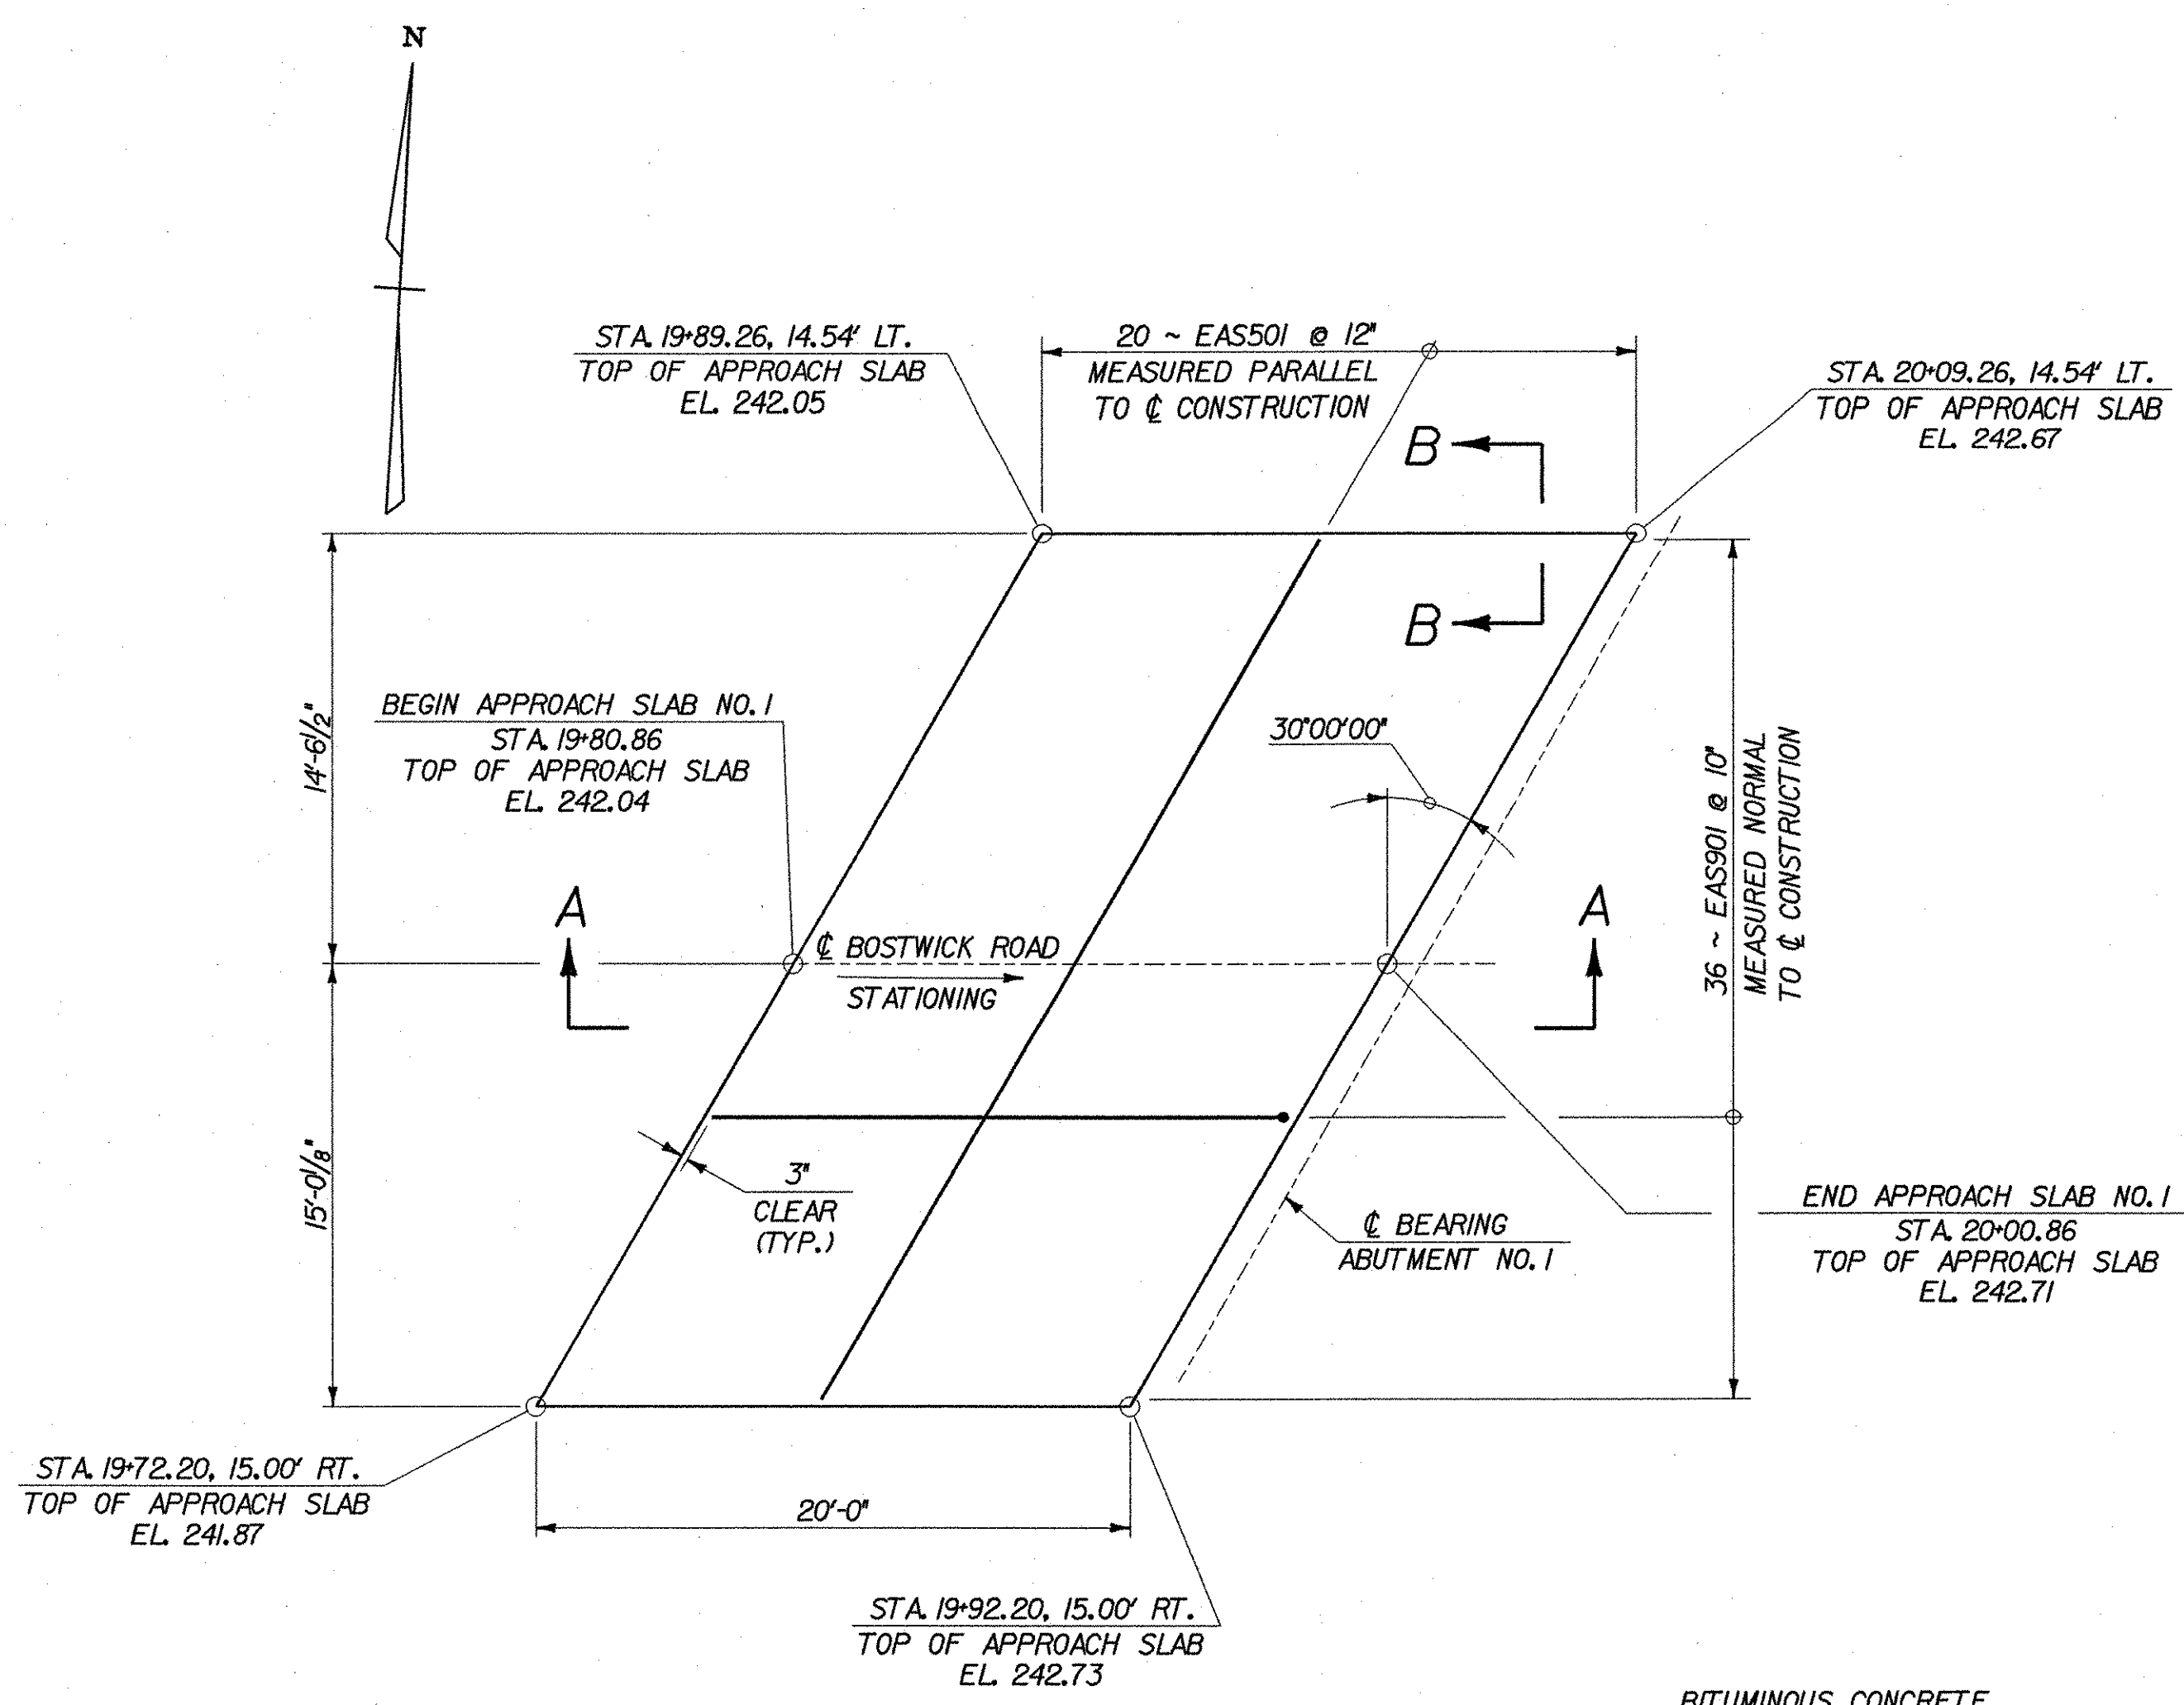 N
STA. 19+89.26, 14.54' LT.
TOP OF APPROACH SLAB
EL. 242.05
20 ~ EAS501 @ 12"
MEASURED PARALLEL
TO ℄ CONSTRUCTION
STA. 20+09.26, 14.54' LT.
TOP OF APPROACH SLAB
EL. 242.67
B
B
14'-6 1/2"
BEGIN APPROACH SLAB NO. 1
STA. 19+80.86
TOP OF APPROACH SLAB
EL. 242.04
30°00'00"
36 ~ EAS901 @ 10"
MEASURED NORMAL
TO ℄ CONSTRUCTION
A
A
℄ BOSTWICK ROAD
STATIONING
15'-0 1/8"
3"
CLEAR
(TYP.)
℄ BEARING
ABUTMENT NO. 1
END APPROACH SLAB NO. 1
STA. 20+00.86
TOP OF APPROACH SLAB
EL. 242.71
STA. 19+72.20, 15.00' RT.
TOP OF APPROACH SLAB
EL. 241.87
20'-0"
STA. 19+92.20, 15.00' RT.
TOP OF APPROACH SLAB
EL. 242.73
BITUMINOUS CONCRETE